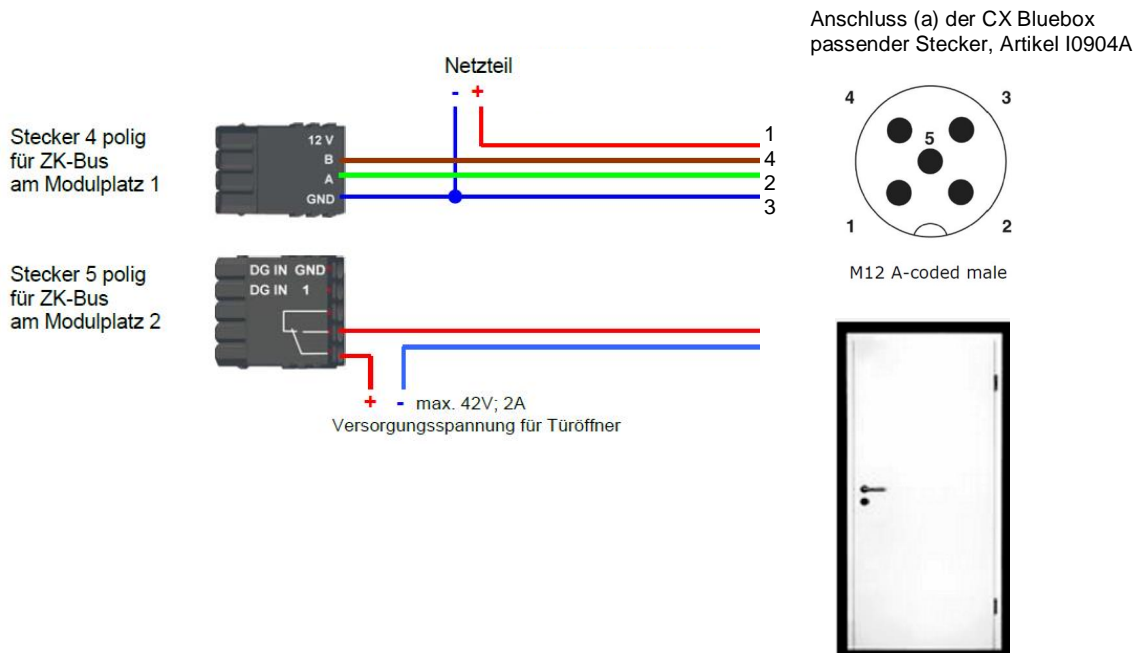 Anschluss (a) der CX Bluebox
passender Stecker, Artikel I0904A
Netzteil
- +
Stecker 4 polig
für ZK-Bus
am Modulplatz 1
12 V
B
A
GND
1
4
2
3
4
3
5
1
2
M12 A-coded male
Stecker 5 polig
für ZK-Bus
am Modulplatz 2
DG IN GND
DG IN 1
+ - max. 42V; 2A
Versorgungsspannung für Türöffner